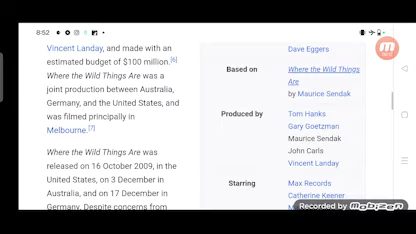 8:52
Vincent Landay, and made with an
estimated budget of $100 million.[6]
Where the Wild Things Are was a
joint production between Australia,
Germany, and the United States, and
was filmed principally in
Melbourne.[7]
Where the Wild Things Are was
released on 16 October 2009, in the
United States, on 3 December in
Australia, and on 17 December in
Germany. Despite concerns from
Dave Eggers
Based on
Where the Wild Things
Are
by Maurice Sendak
Produced by
Tom Hanks
Gary Goetzman
Maurice Sendak
John Carls
Vincent Landay
Starring
Max Records
Catherine Keener
Recorded by Mobizen